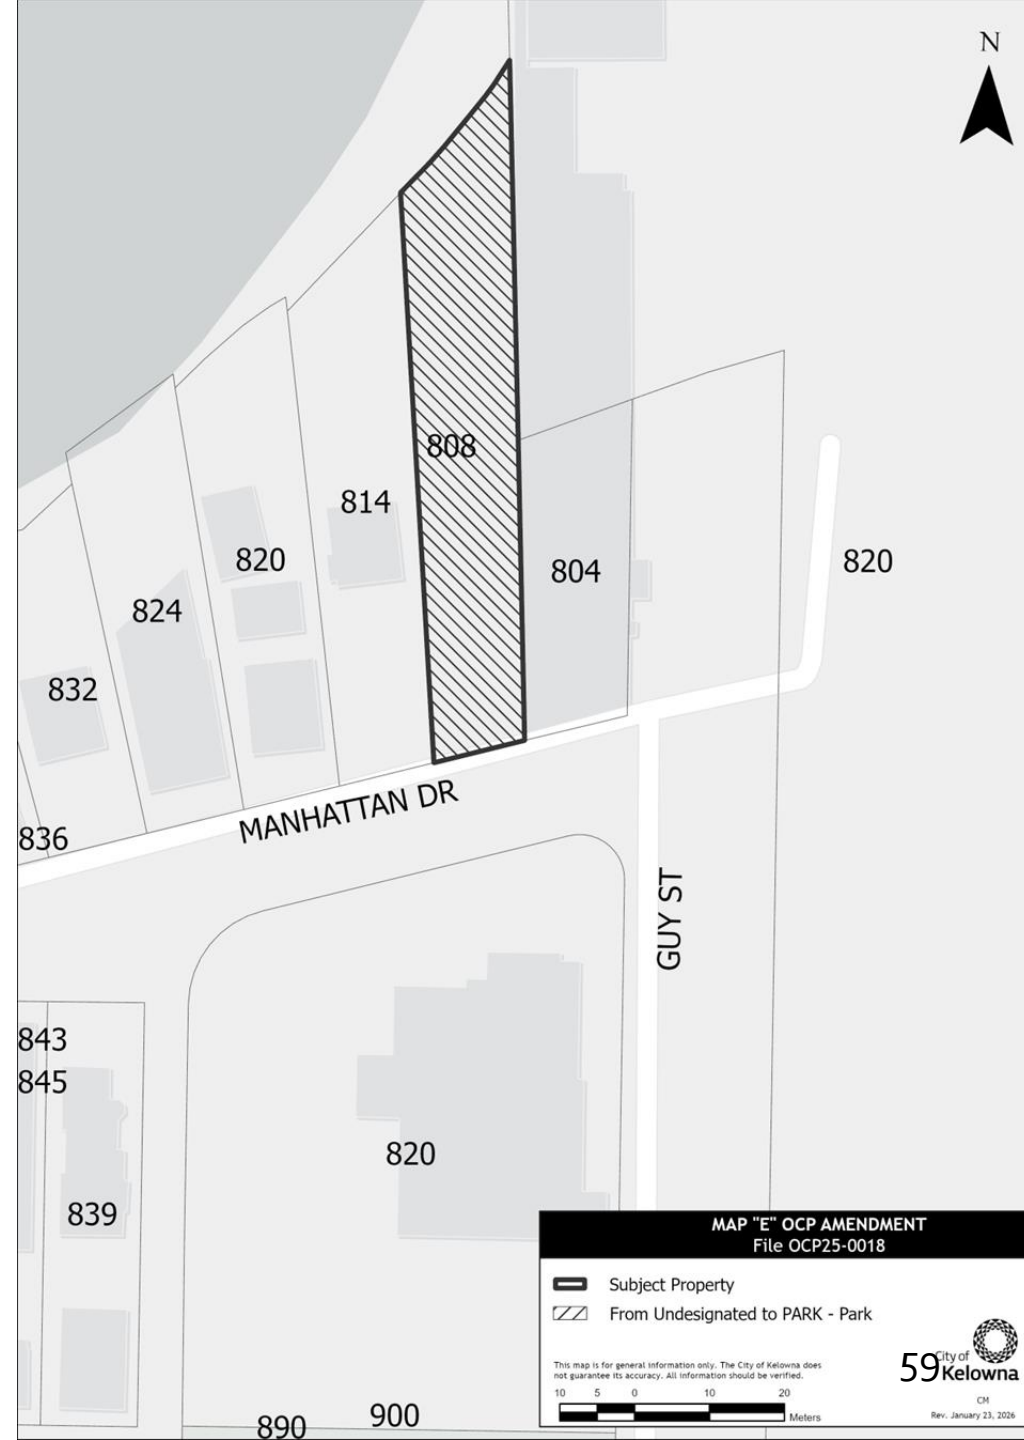 N
808
814
820
804
820
824
832
836
MANHATTAN DR
GUY ST
843
845
820
839
MAP "E" OCP AMENDMENT
File OCP25-0018
Subject Property
From Undesignated to PARK - Park
This map is for general information only. The City of Kelowna does
not guarantee its accuracy. All information should be verified.
10 5 0 10 20
Meters
59
City of
Kelowna
CM
Rev. January 23, 2026
900
890